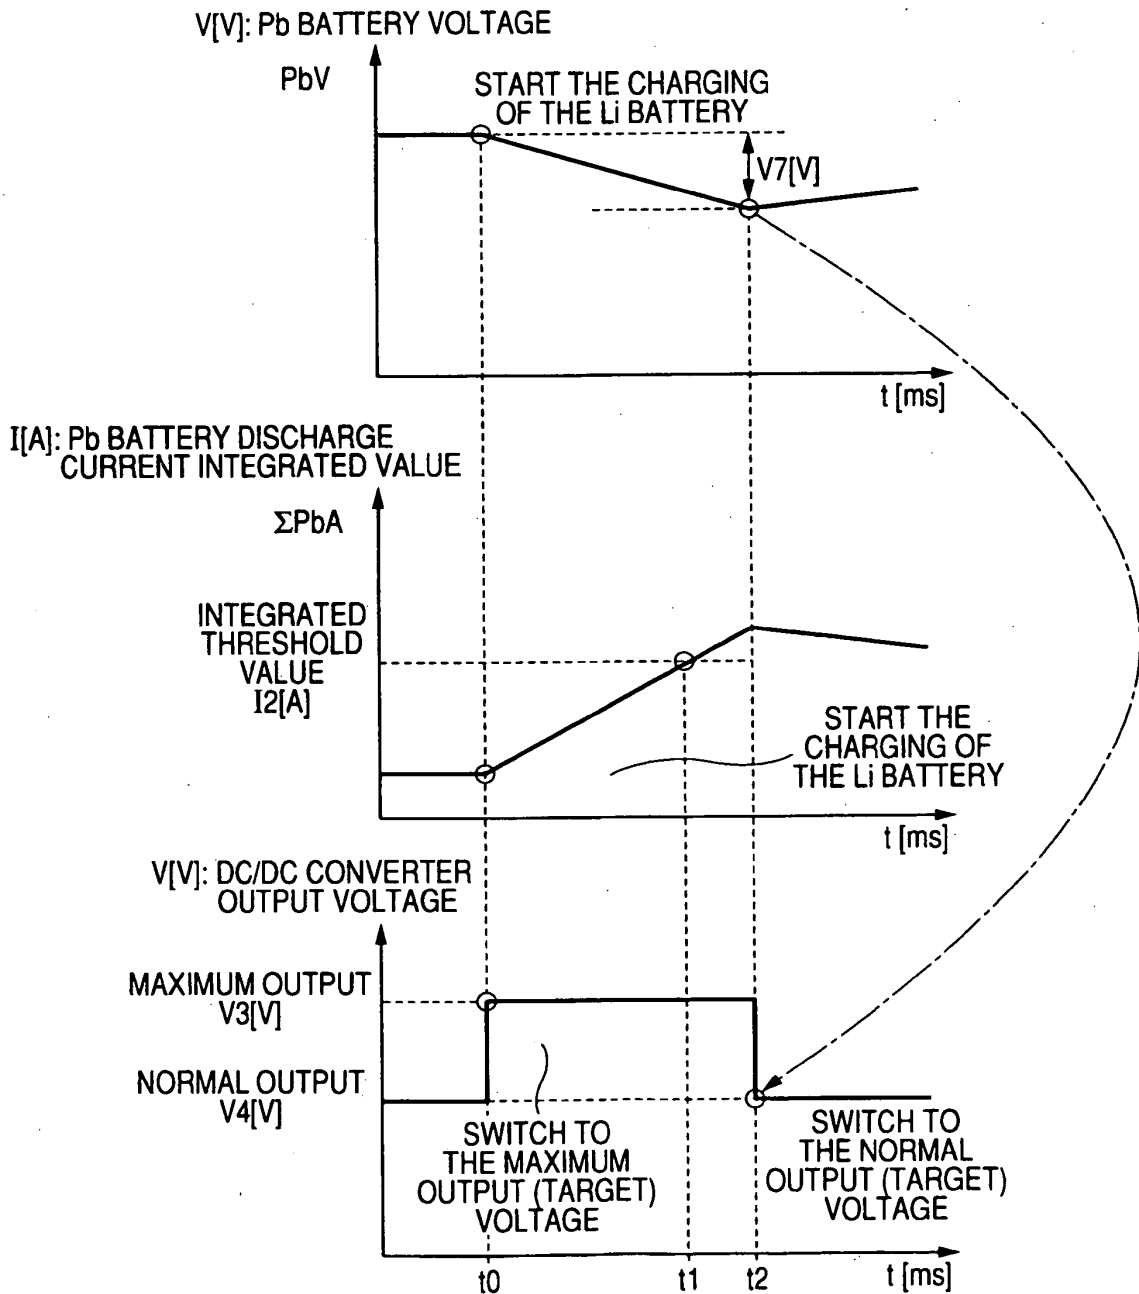 V[V]: Pb BATTERY VOLTAGE
PbV
START THE CHARGING
OF THE Li BATTERY
V7[V]
t [ms]
I[A]: Pb BATTERY DISCHARGE
CURRENT INTEGRATED VALUE
ΣPbA
INTEGRATED
THRESHOLD
VALUE
I2[A]
START THE
CHARGING OF
THE Li BATTERY
t [ms]
V[V]: DC/DC CONVERTER
OUTPUT VOLTAGE
MAXIMUM OUTPUT
V3[V]
NORMAL OUTPUT
V4[V]
SWITCH TO
THE MAXIMUM
OUTPUT (TARGET)
VOLTAGE
SWITCH TO
THE NORMAL
OUTPUT (TARGET)
VOLTAGE
t0
t1
t2
t [ms]